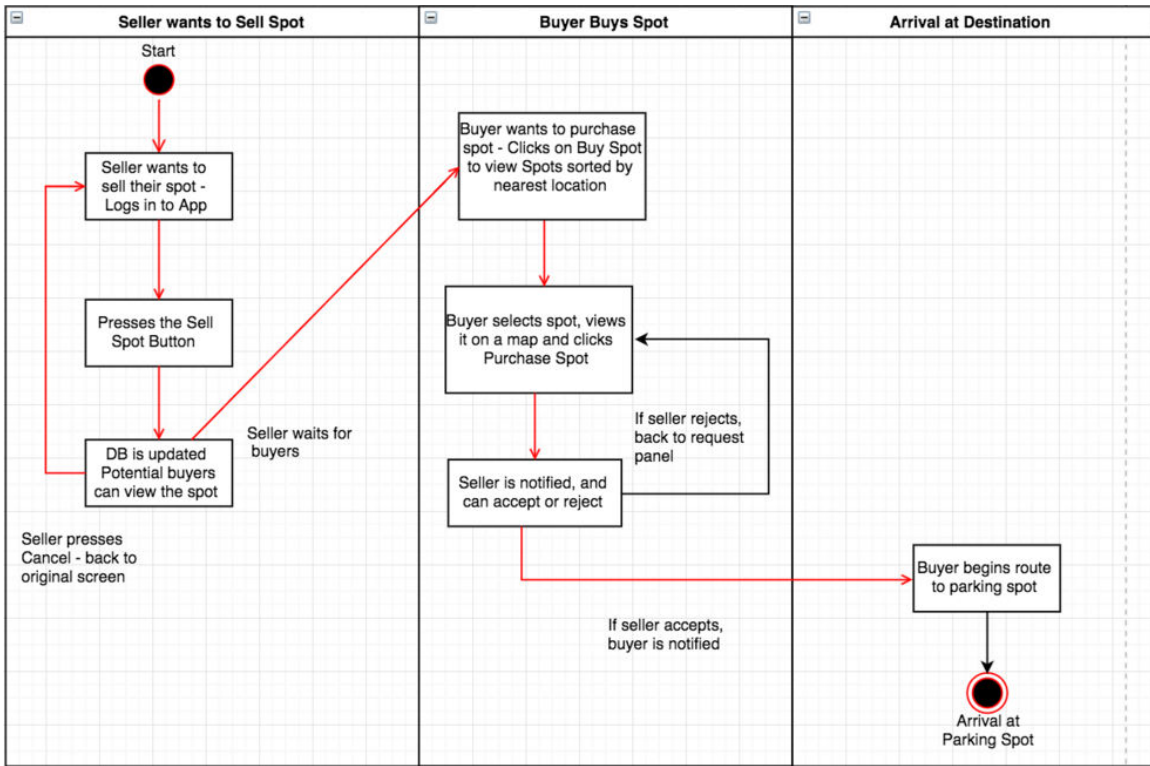 Seller wants to Sell Spot
Buyer Buys Spot
Arrival at Destination
Start
Seller wants to
sell their spot -
Logs in to App
Presses the Sell
Spot Button
DB is updated
Potential buyers
can view the spot
Seller waits for
buyers
Seller presses
Cancel - back to
original screen
Buyer wants to purchase
spot - Clicks on Buy Spot
to view Spots sorted by
nearest location
Buyer selects spot, views
it on a map and clicks
Purchase Spot
If seller rejects,
back to request
panel
Seller is notified, and
can accept or reject
If seller accepts,
buyer is notified
Buyer begins route
to parking spot
Arrival at
Parking Spot